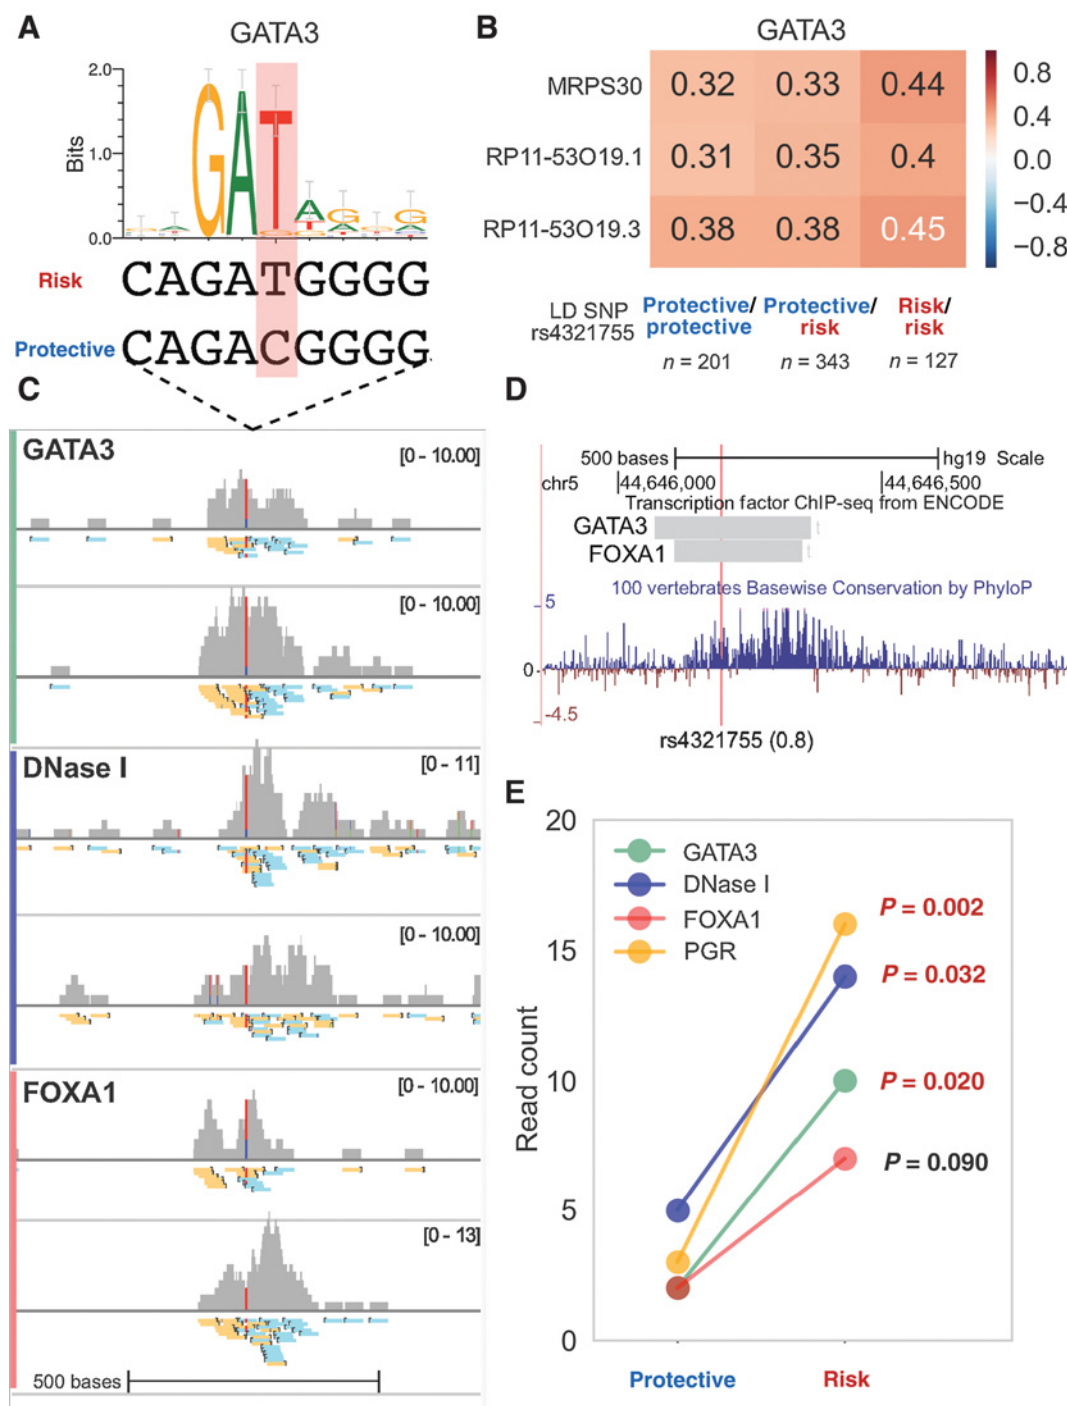 A
GATA3
2.0
1.0
0.0
Bits
Risk
CAGATGGGG
Protective
CAGACGGGG
B
GATA3
MRPS30
0.32
0.33
0.44
RP11-53O19.1
0.31
0.35
0.4
RP11-53O19.3
0.38
0.38
0.45
0.8
0.4
0.0
−0.4
−0.8
LD SNP
rs4321755
Protective/
protective
Protective/
risk
Risk/
risk
n = 201
n = 343
n = 127
C
GATA3
[0 - 10.00]
[0 - 10.00]
DNase I
[0 - 11]
[0 - 10.00]
FOXA1
[0 - 10.00]
[0 - 13]
500 bases
D
500 bases
hg19 Scale
chr5
44,646,000
44,646,500
Transcription factor ChIP-seq from ENCODE
GATA3
t
FOXA1
t
100 vertebrates Basewise Conservation by PhyloP
5
0
-4.5
rs4321755 (0.8)
E
20
15
10
5
0
Read count
GATA3
DNase I
FOXA1
PGR
P = 0.002
P = 0.032
P = 0.020
P = 0.090
Protective
Risk